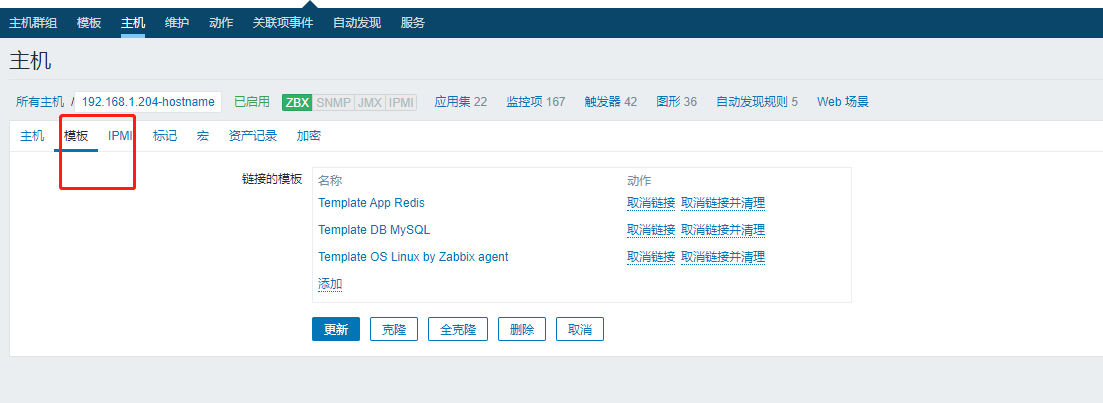 主机群组 模板 主机 维护 动作 关联项事件 自动发现 服务
主机
所有主机 / 192.168.1.204-hostname 已启用 ZBX SNMP JMX IPMI 应用集 22 监控项 167 触发器 42 图形 36 自动发现规则 5 Web 场景
主机 模板 IPMI 标记 宏 资产记录 加密
链接的模板 名称 动作
Template App Redis 取消链接 取消链接并清理
Template DB MySQL 取消链接 取消链接并清理
Template OS Linux by Zabbix agent 取消链接 取消链接并清理
添加
更新 克隆 全克隆 删除 取消